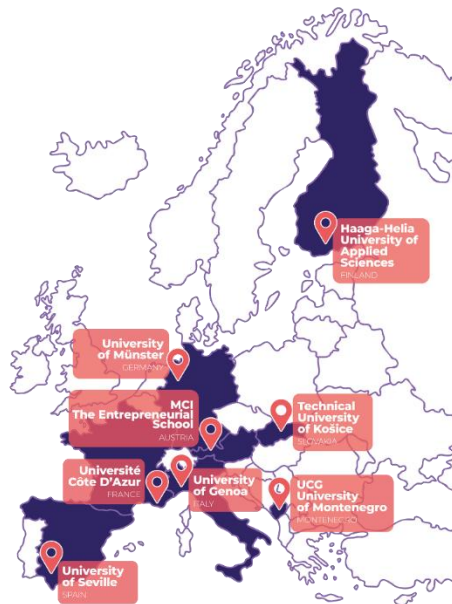 Haaga-Helia
University of
Applied
Sciences
FINLAND
University
of Münster
GERMANY
MCI
The Entrepreneurial
School
AUSTRIA
Technical
University
of Košice
SLOVAKIA
Université
Côte D'Azur
FRANCE
University
of Genoa
ITALY
UCG
University
of Montenegro
MONTENEGRO
University
of Seville
SPAIN